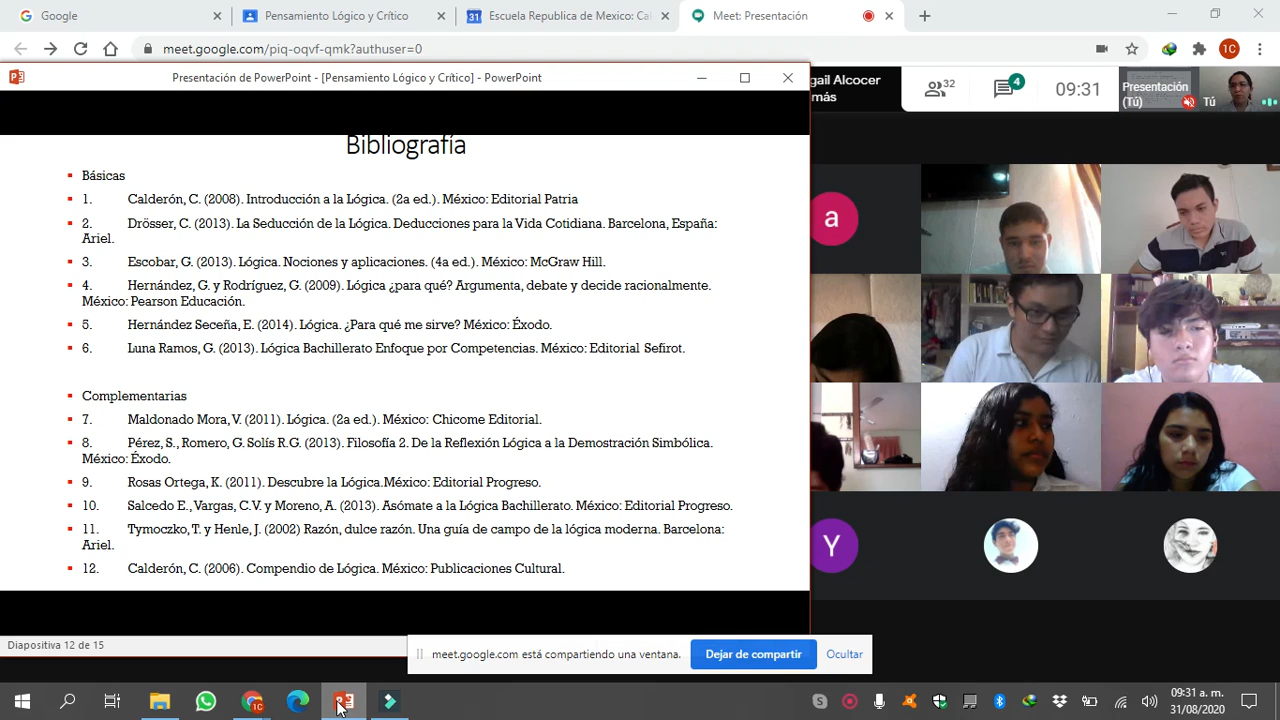 Google
Pensamiento Lógico y Crítico
Escuela Republica de Mexico: Cal
Meet: Presentación
meet.google.com/piq-oqvf-qmk?authuser=0
1C
Presentación de PowerPoint - [Pensamiento Lógico y Crítico] - PowerPoint
gail Alcocer
más
32
4
09:31
Presentación
(Tú)
Tú
Bibliografía
Básicas
1. Calderón, C. (2008). Introducción a la Lógica. (2a ed.). México: Editorial Patria
2. Drösser, C. (2013). La Seducción de la Lógica. Deducciones para la Vida Cotidiana. Barcelona, España:
Ariel.
3. Escobar, G. (2013). Lógica. Nociones y aplicaciones. (4a ed.). México: McGraw Hill.
4. Hernández, G. y Rodríguez, G. (2009). Lógica ¿para qué? Argumenta, debate y decide racionalmente.
México: Pearson Educación.
5. Hernández Seceña, E. (2014). Lógica. ¿Para qué me sirve? México: Éxodo.
6. Luna Ramos, G. (2013). Lógica Bachillerato Enfoque por Competencias. México: Editorial Sefirot.
Complementarias
7. Maldonado Mora, V. (2011). Lógica. (2a ed.). México: Chicome Editorial.
8. Pérez, S., Romero, G. Solís R.G. (2013). Filosofía 2. De la Reflexión Lógica a la Demostración Simbólica.
México: Éxodo.
9. Rosas Ortega, K. (2011). Descubre la Lógica.México: Editorial Progreso.
10. Salcedo E., Vargas, C.V. y Moreno, A. (2013). Asómate a la Lógica Bachillerato. México: Editorial Progreso.
11. Tymoczko, T. y Henle, J. (2002) Razón, dulce razón. Una guía de campo de la lógica moderna. Barcelona:
Ariel.
12. Calderón, C. (2006). Compendio de Lógica. México: Publicaciones Cultural.
a
Y
Diapositiva 12 de 15
meet.google.com está compartiendo una ventana.
Dejar de compartir
Ocultar
09:31 a. m.
31/08/2020